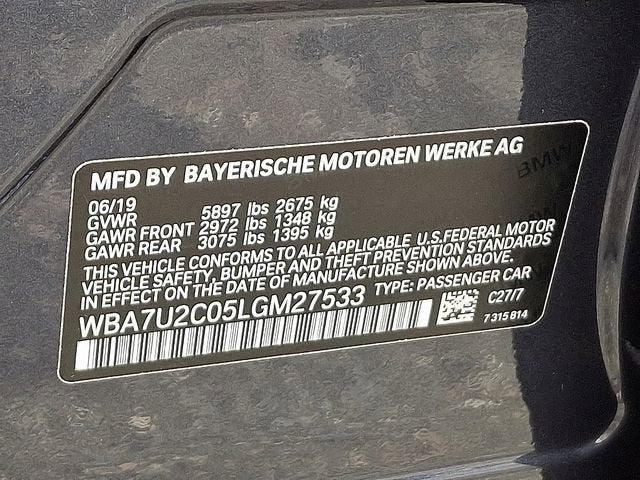 MFD BY BAYERISCHE MOTOREN WERKE AG
BMW
06/19
GVWR 5897 lbs 2675 kg
GAWR FRONT 2972 lbs 1348 kg
GAWR REAR 3075 lbs 1395 kg
THIS VEHICLE CONFORMS TO ALL APPLICABLE U.S.FEDERAL MOTOR
VEHICLE SAFETY, BUMPER AND THEFT PREVENTION STANDARDS
IN EFFECT ON THE DATE OF MANUFACTURE SHOWN ABOVE.
WBA7U2C05LGM27533 TYPE: PASSENGER CAR
C27/7
7 315 814